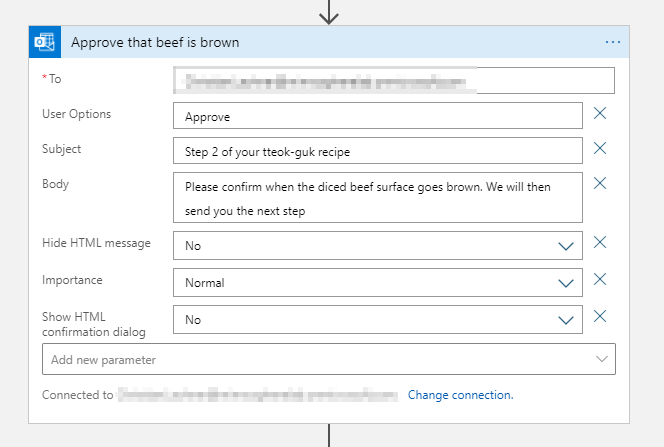 Approve that beef is brown
* To
User Options
Approve
Subject
Step 2 of your tteok-guk recipe
Body
Please confirm when the diced beef surface goes brown. We will then
send you the next step
Hide HTML message
No
Importance
Normal
Show HTML
confirmation dialog
No
Add new parameter
Connected to
Change connection.